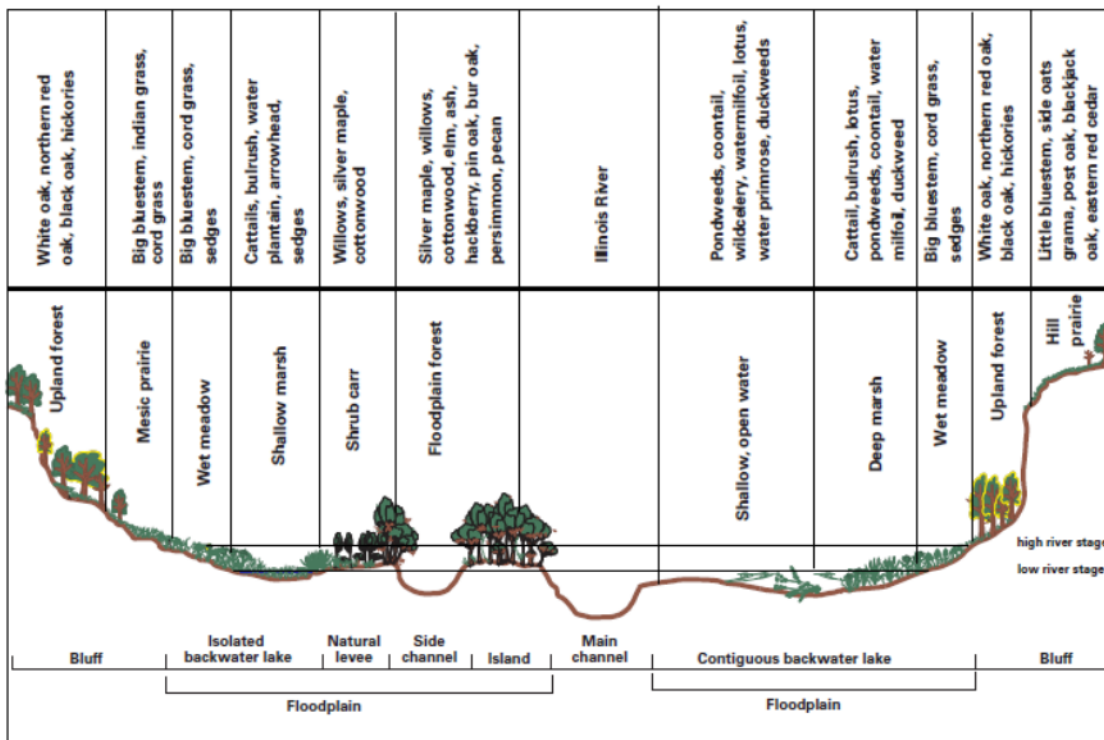 White oak, northern red
oak, black oak, hickories
Big bluestem, indian grass,
cord grass
Big bluestem, cord grass,
sedges
Cattails, bulrush, water
plantain, arrowhead,
sedges
Willows, silver maple,
cottonwood
Silver maple, willows,
cottonwood, elm, ash,
hackberry, pin oak, bur oak,
persimmon, pecan
Illinois River
Pondweeds, coontail,
wildcelery, watermilfoil, lotus,
water primrose, duckweeds
Cattail, bulrush, lotus,
pondweeds, coontail, water
milfoil, duckweed
Big bluestem, cord grass,
sedges
White oak, northern red oak,
black oak, hickories
Little bluestem, side oats
grama, post oak, blackjack
oak, eastern red cedar
Upland forest
Mesic prairie
Wet meadow
Shallow marsh
Shrub carr
Floodplain forest
Shallow, open water
Deep marsh
Wet meadow
Upland forest
Hill
prairie
high river stage
low river stage
Bluff
Isolated
backwater lake
Natural
levee
Side
channel
Island
Main
channel
Contiguous backwater lake
Bluff
Floodplain
Floodplain